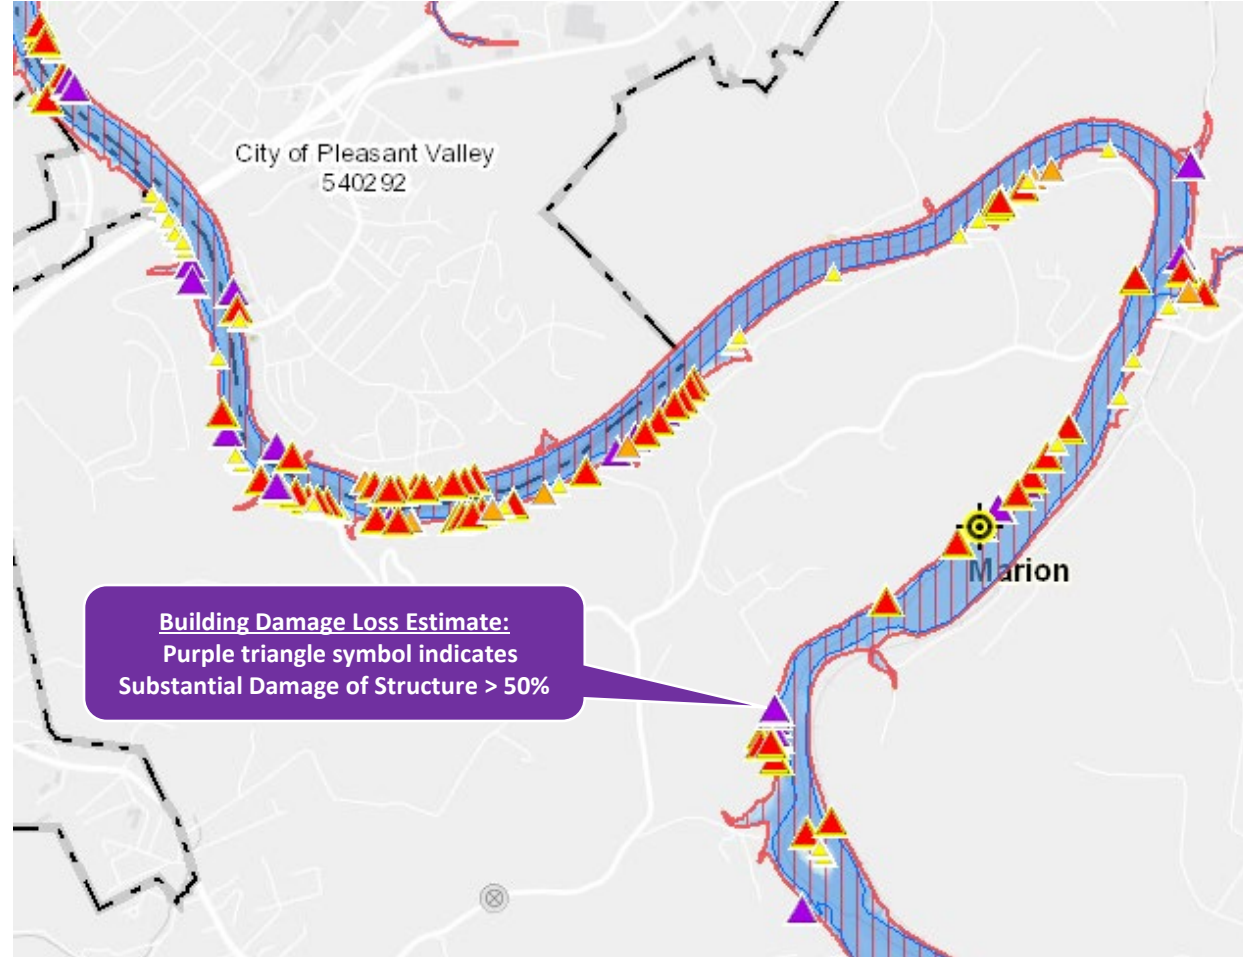 City of Pleasant Valley
540292
Marion
Building Damage Loss Estimate:
Purple triangle symbol indicates
Substantial Damage of Structure > 50%